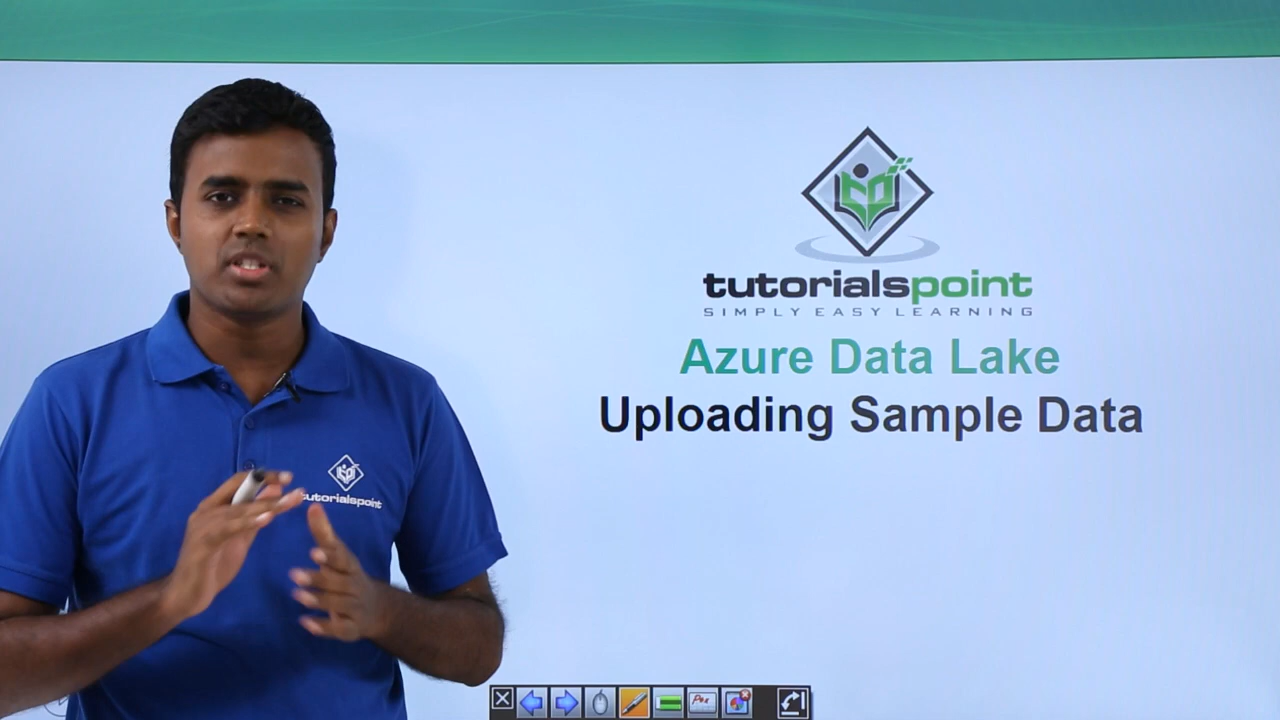 tutorialspoint
SIMPLY EASY LEARNING
Azure Data Lake
Uploading Sample Data
tutorialspoint